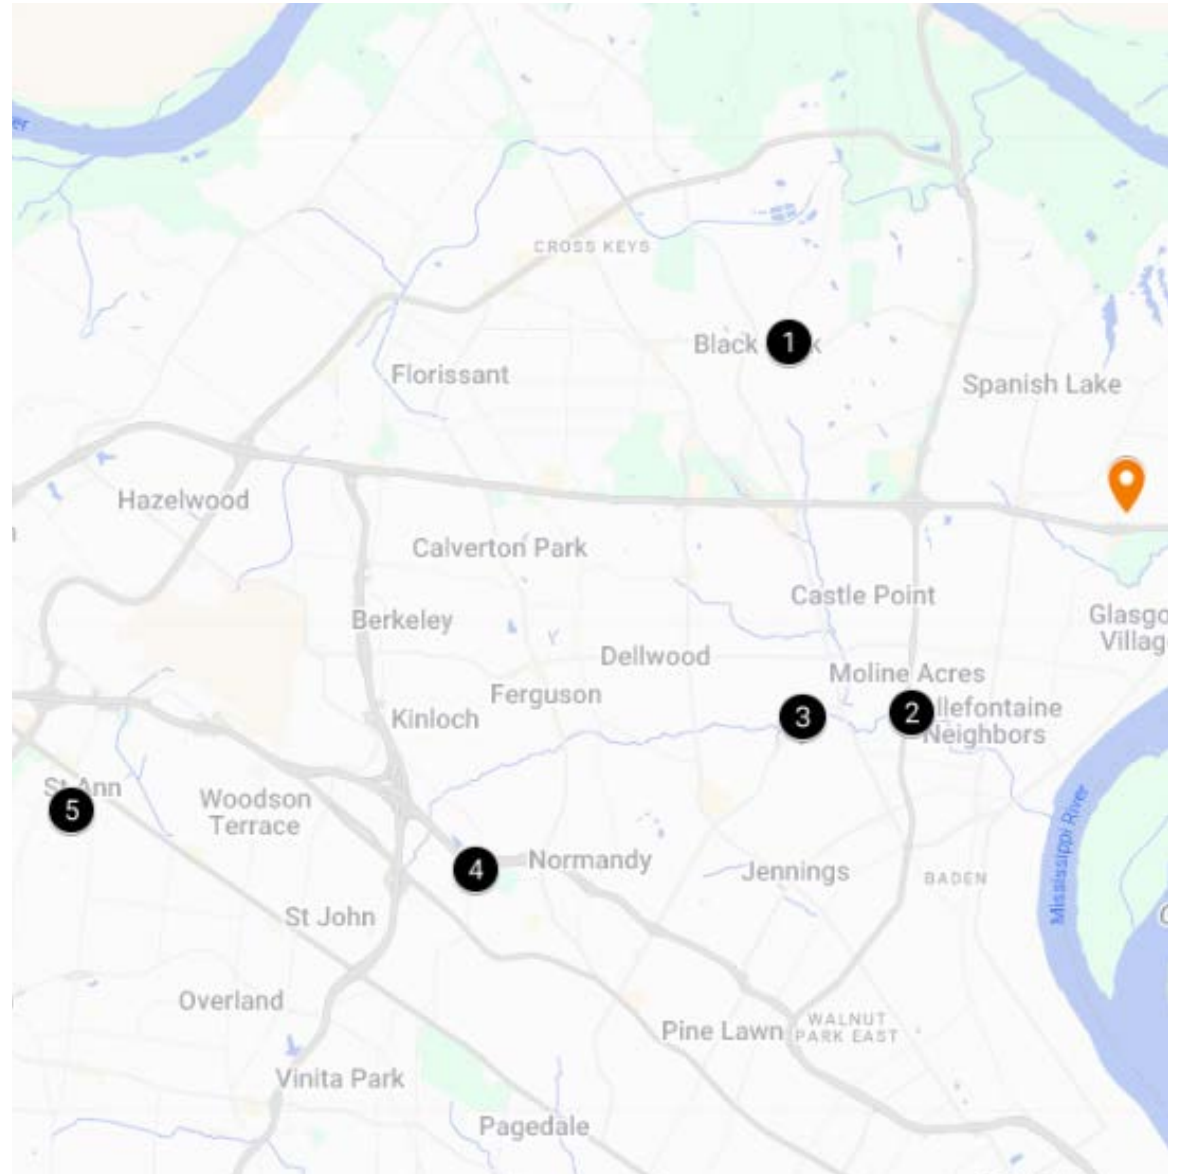 er
CROSS KEYS
Black
1
k
Florissant
Spanish Lake
Hazelwood
Calverton Park
Castle Point
Berkeley
Glasgo
Villag
Dellwood
Moline Acres
Ferguson
Kinloch
3
2
llefontaine
Neighbors
St Ann
5
Woodson
Terrace
Mississippi River
4
Normandy
Jennings
BADEN
St John
Overland
Pine Lawn
WALNUT
PARK EAST
Vinita Park
Pagedale